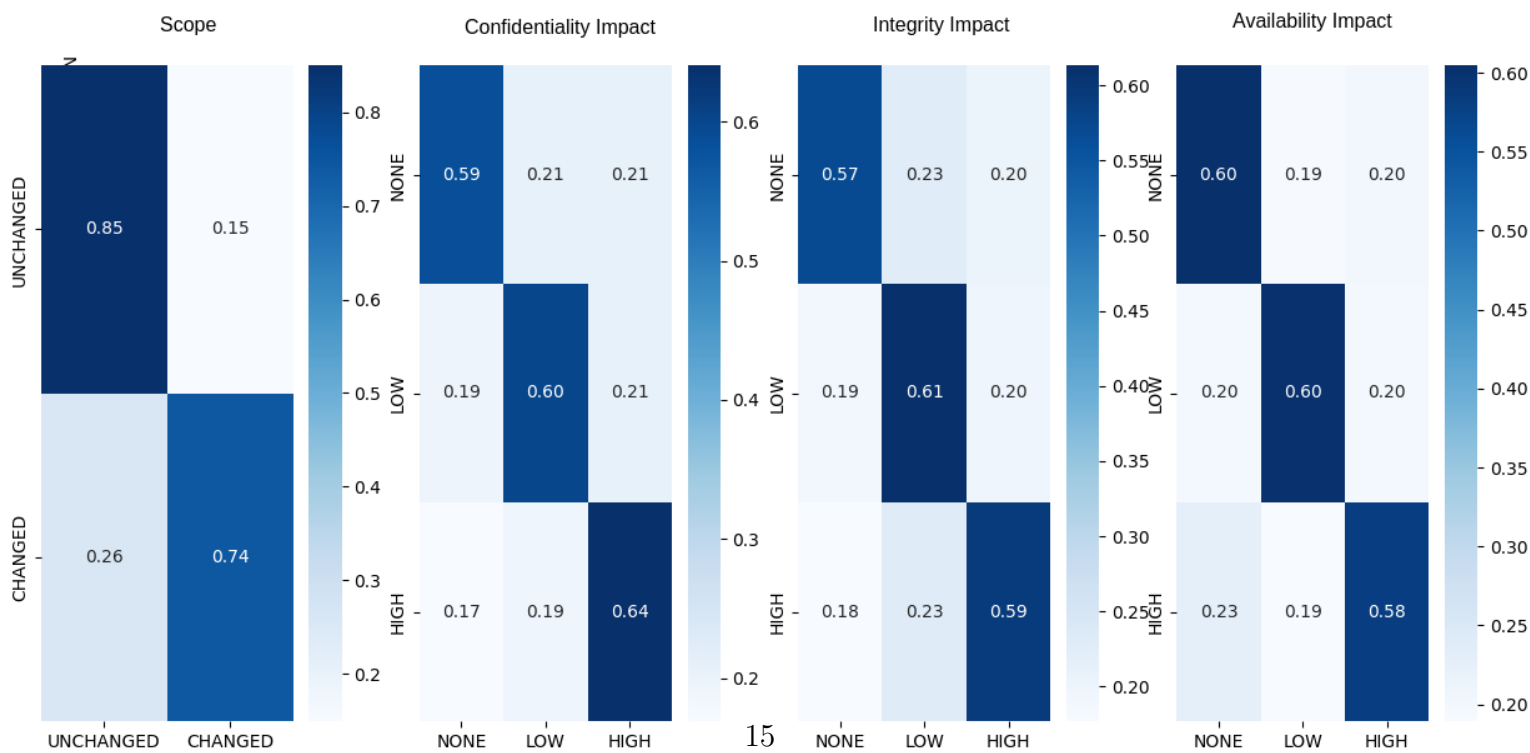 Scope
N
UNCHANGED
CHANGED
0.85 0.15
0.26 0.74
UNCHANGED CHANGED
0.8
0.7
0.6
0.5
0.4
0.3
0.2
Confidentiality Impact
NONE
LOW
HIGH
0.59 0.21 0.21
0.19 0.60 0.21
0.17 0.19 0.64
NONE LOW HIGH
0.6
0.5
0.4
0.3
0.2
Integrity Impact
NONE
LOW
HIGH
0.57 0.23 0.20
0.19 0.61 0.20
0.18 0.23 0.59
NONE LOW HIGH
0.60
0.55
0.50
0.45
0.40
0.35
0.30
0.25
0.20
Availability Impact
NONE
LOW
HIGH
0.60 0.19 0.20
0.20 0.60 0.20
0.23 0.19 0.58
NONE LOW HIGH
0.60
0.55
0.50
0.45
0.40
0.35
0.30
0.25
0.20
15